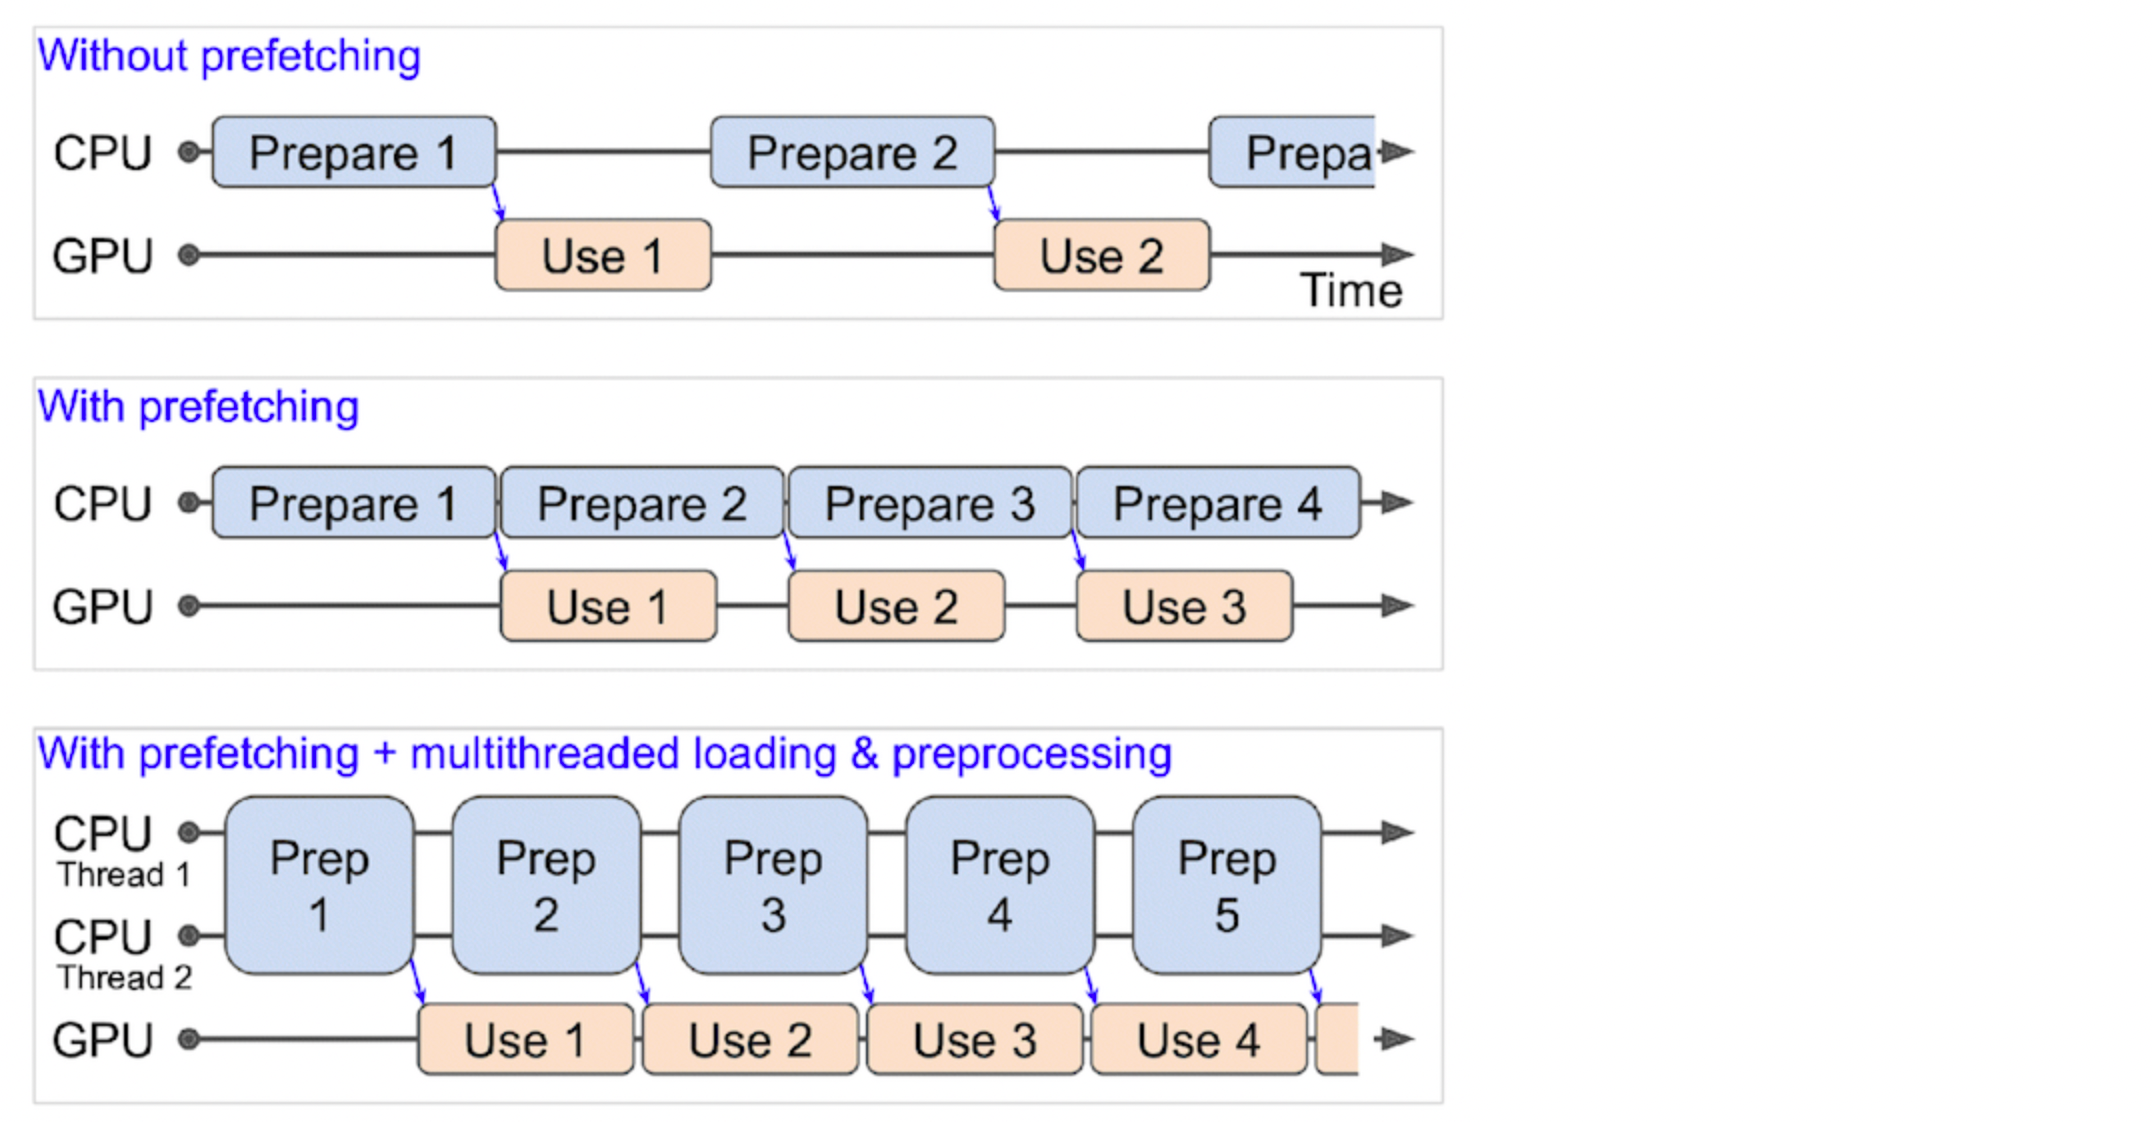 Without prefetching
CPU Prepare 1 Prepare 2 Prepa
GPU Use 1 Use 2
Time
With prefetching
CPU Prepare 1 Prepare 2 Prepare 3 Prepare 4
GPU Use 1 Use 2 Use 3
With prefetching + multithreaded loading & preprocessing
CPU
Thread 1
CPU
Thread 2
Prep
1
Prep
2
Prep
3
Prep
4
Prep
5
GPU Use 1 Use 2 Use 3 Use 4